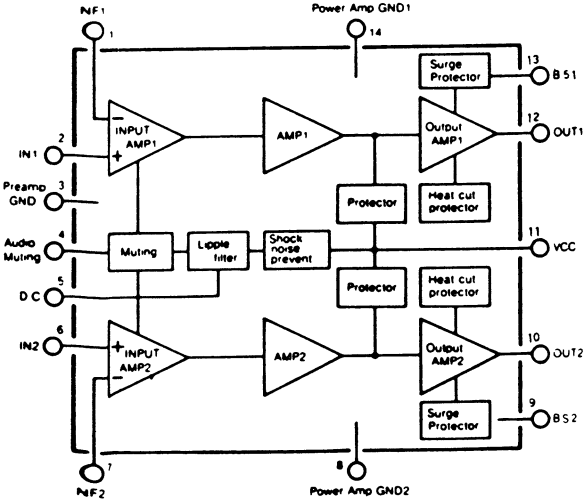 NF1
Power Amp GND1
1
14
Surge
Protector
13
BS1
INPUT
AMP1
AMP1
Output
AMP1
12
OUT1
2
IN1
Preamp
GND
3
Protector
Heat cut
protector
Audio
Muting
4
Muting
Lipple
filter
Shock
noise
prevent
11
VCC
5
DC
Protector
Heat cut
protector
6
IN2
INPUT
AMP2
AMP2
Output
AMP2
10
OUT2
Surge
Protector
9
BS2
7
NF2
8
Power Amp GND2